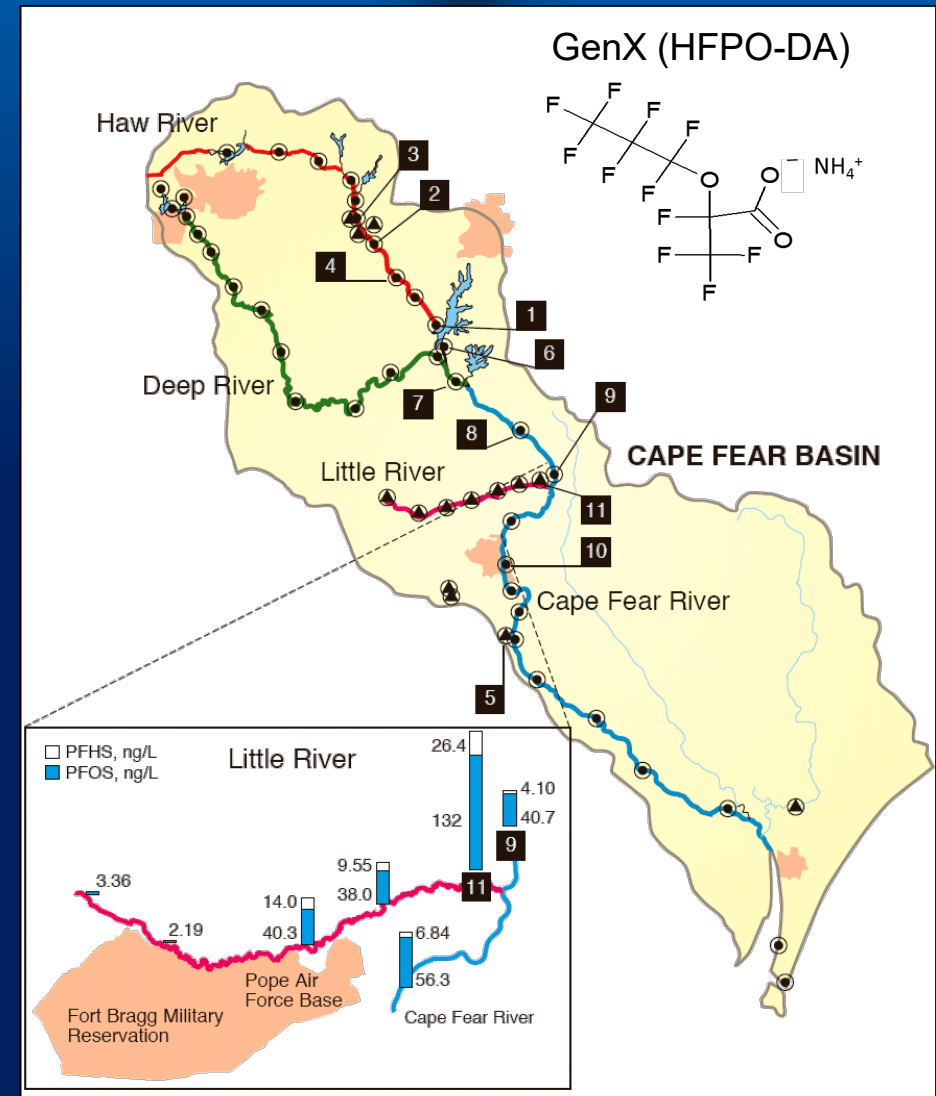 GenX (HFPO-DA)
F
F
F
F
F
F
F
O
F
F
F
F
O
O
NH₄⁺
Haw River
3
2
4
1
6
Deep River
7
9
8
CAPE FEAR BASIN
Little River
11
10
Cape Fear River
5
PFHS, ng/L
PFOS, ng/L
Little River
26.4
132
4.10
40.7
9
11
9.55
38.0
14.0
40.3
3.36
2.19
6.84
56.3
Pope Air
Force Base
Fort Bragg Military
Reservation
Cape Fear River